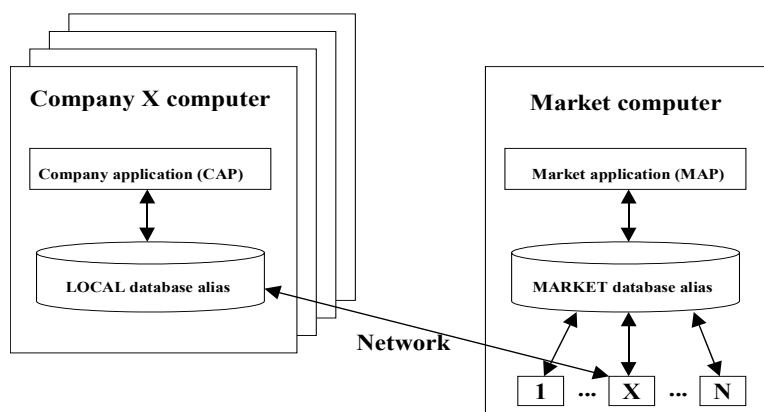 Company X computer
Company application (CAP)
LOCAL database alias
Network
Market computer
Market application (MAP)
MARKET database alias
1 ... X ... N